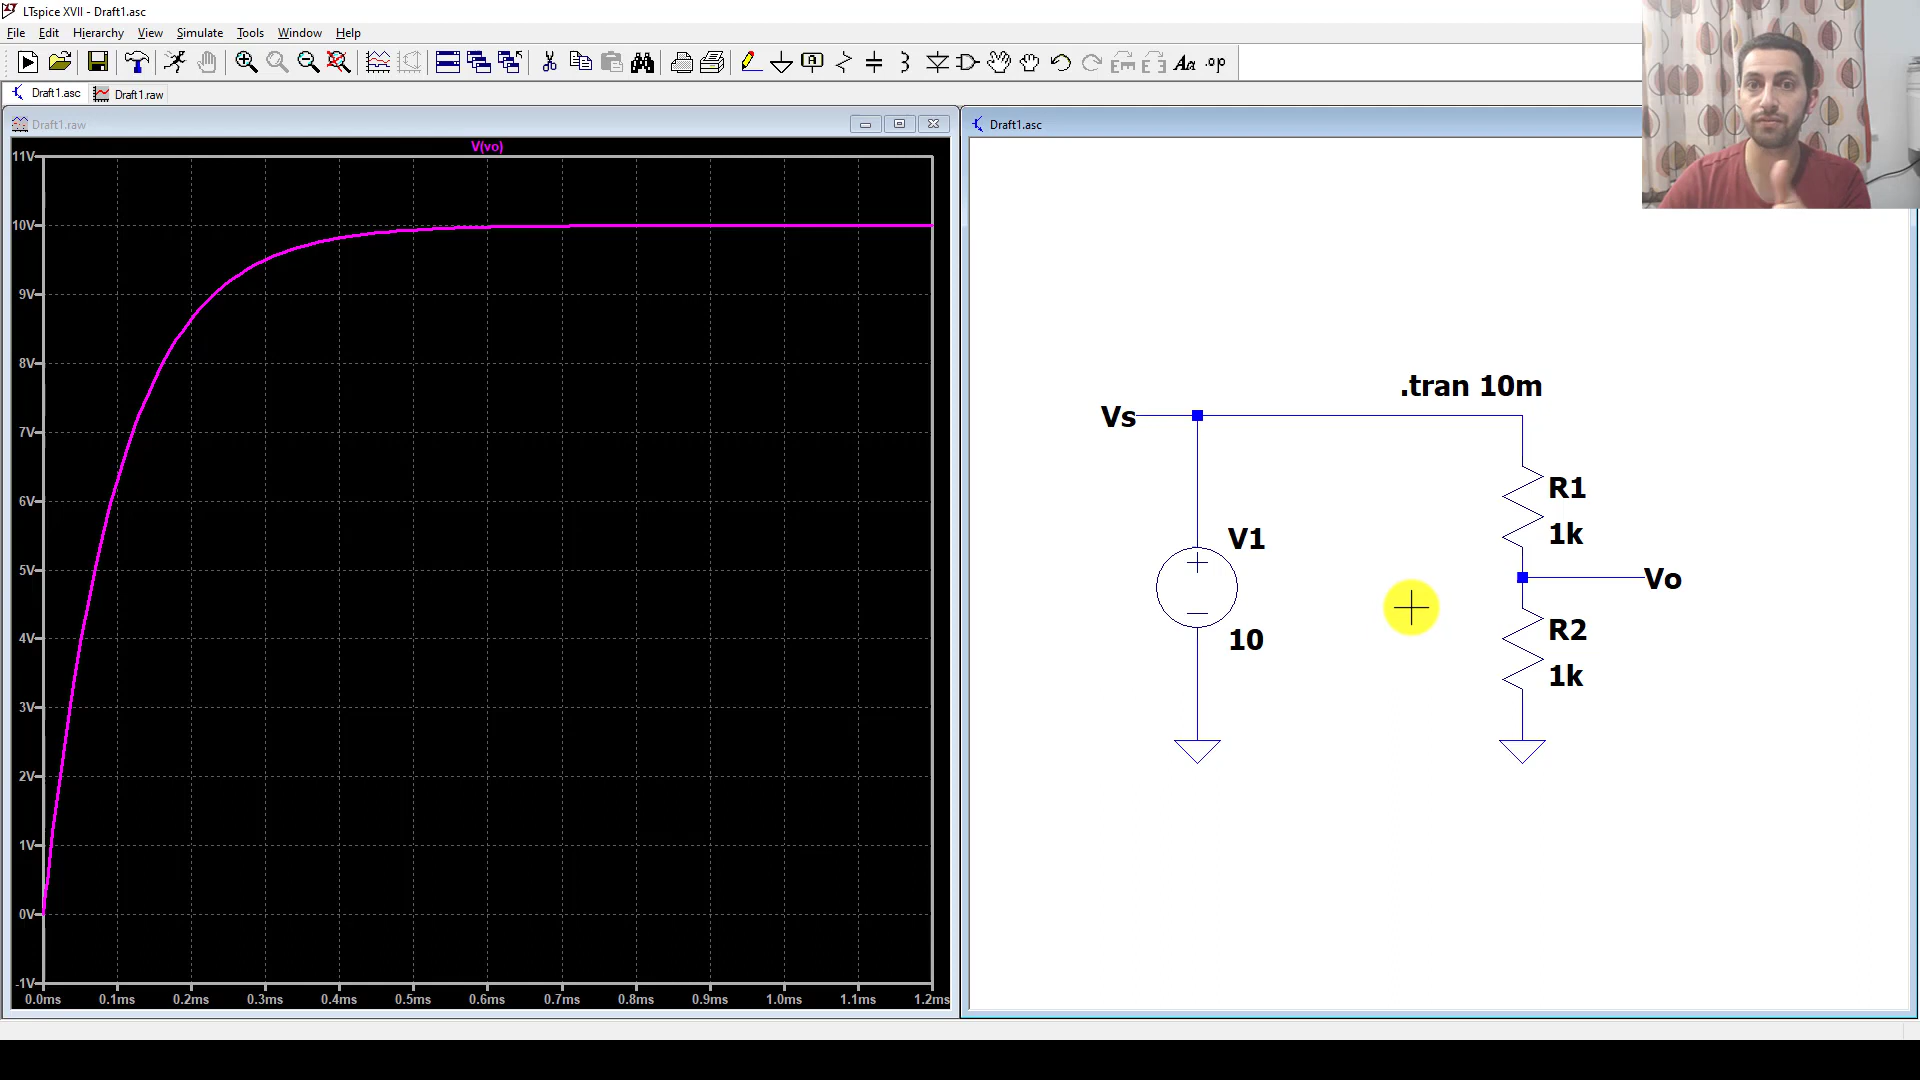 LTspice XVII - Draft1.asc
File Edit Hierarchy View Simulate Tools Window Help
Aa .op
Draft1.asc Draft1.raw
Draft1.raw
Draft1.asc
V(vo)
11V
10V
9V
8V
7V
6V
5V
4V
3V
2V
1V
0V
-1V
0.0ms 0.1ms 0.2ms 0.3ms 0.4ms 0.5ms 0.6ms 0.7ms 0.8ms 0.9ms 1.0ms 1.1ms 1.2ms
.tran 10m
Vs
R1
1k
V1
Vo
10
R2
1k